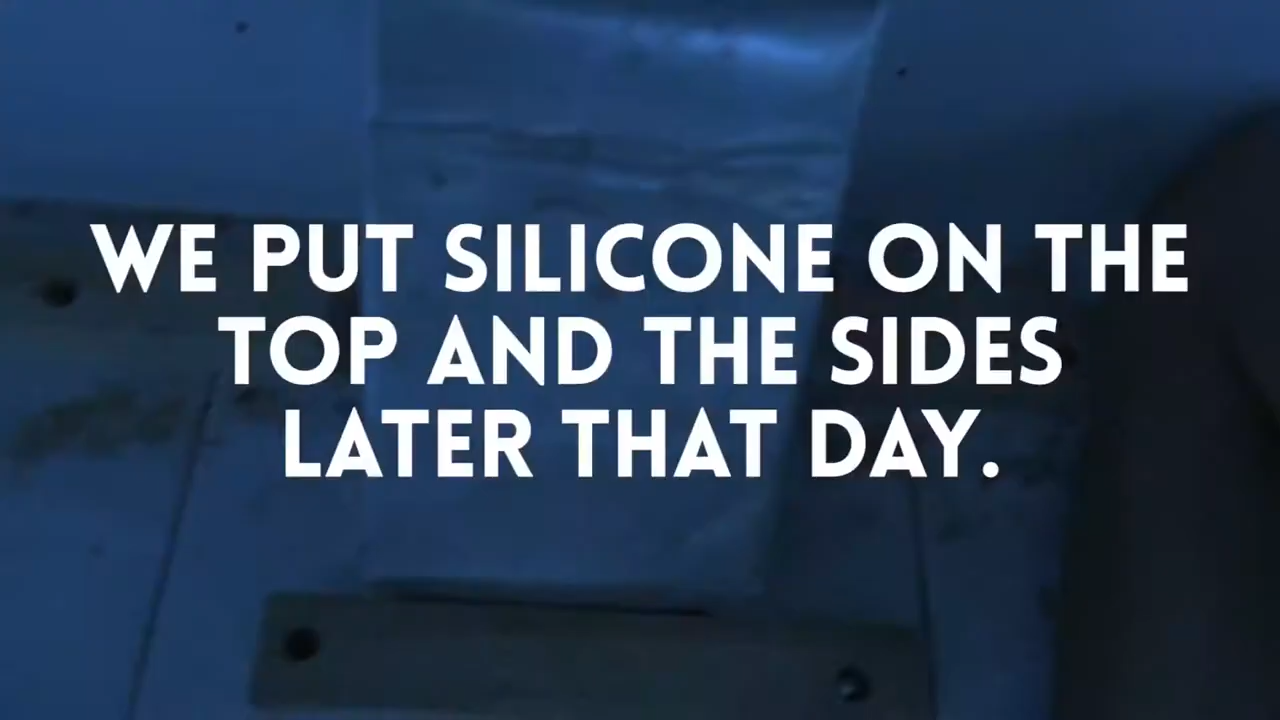 WE PUT SILICONE ON THE
TOP AND THE SIDES
LATER THAT DAY.